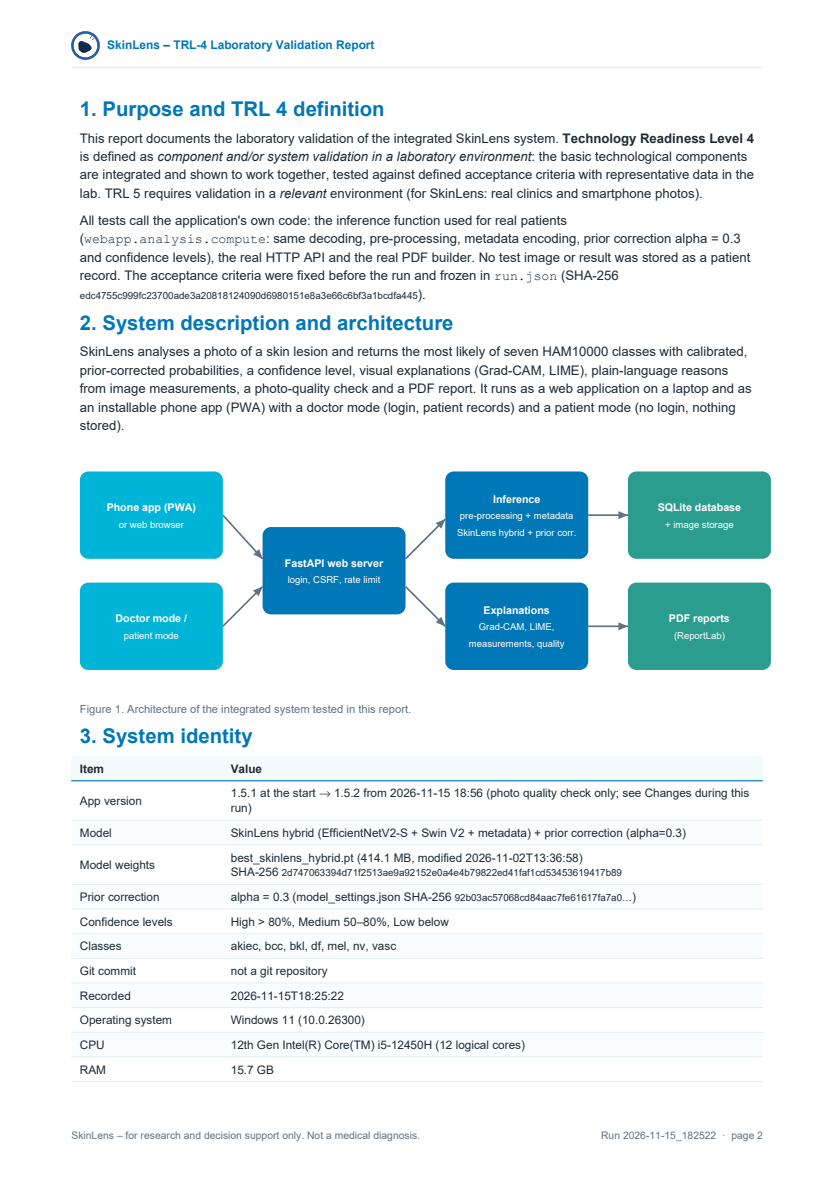 SkinLens – TRL-4 Laboratory Validation Report
1. Purpose and TRL 4 definition
This report documents the laboratory validation of the integrated SkinLens system. Technology Readiness Level 4
is defined as component and/or system validation in a laboratory environment: the basic technological components
are integrated and shown to work together, tested against defined acceptance criteria with representative data in the
lab. TRL 5 requires validation in a relevant environment (for SkinLens: real clinics and smartphone photos).
All tests call the application's own code: the inference function used for real patients
(webapp.analysis.compute: same decoding, pre-processing, metadata encoding, prior correction alpha = 0.3
and confidence levels), the real HTTP API and the real PDF builder. No test image or result was stored as a patient
record. The acceptance criteria were fixed before the run and frozen in run.json (SHA-256
edc4755c999fc23700ade3a20818124090d6980151e8a3e66c6bf3a1bcdfa445).
2. System description and architecture
SkinLens analyses a photo of a skin lesion and returns the most likely of seven HAM10000 classes with calibrated,
prior-corrected probabilities, a confidence level, visual explanations (Grad-CAM, LIME), plain-language reasons
from image measurements, a photo-quality check and a PDF report. It runs as a web application on a laptop and as
an installable phone app (PWA) with a doctor mode (login, patient records) and a patient mode (no login, nothing
stored).
Phone app (PWA)
or web browser
Doctor mode /
patient mode
FastAPI web server
login, CSRF, rate limit
Inference
pre-processing + metadata
SkinLens hybrid + prior corr.
Explanations
Grad-CAM, LIME,
measurements, quality
SQLite database
+ image storage
PDF reports
(ReportLab)
Figure 1. Architecture of the integrated system tested in this report.
3. System identity
Item Value
App version 1.5.1 at the start → 1.5.2 from 2026-11-15 18:56 (photo quality check only; see Changes during this
run)
Model SkinLens hybrid (EfficientNetV2-S + Swin V2 + metadata) + prior correction (alpha=0.3)
Model weights best_skinlens_hybrid.pt (414.1 MB, modified 2026-11-02T13:36:58)
SHA-256 2d747063394d71f2513ae9a92152e0a4e4b79822ed41faf1cd53453619417b89
Prior correction alpha = 0.3 (model_settings.json SHA-256 92b03ac57068cd84aac7fe61617fa7a0…)
Confidence levels High > 80%, Medium 50–80%, Low below
Classes akiec, bcc, bkl, df, mel, nv, vasc
Git commit not a git repository
Recorded 2026-11-15T18:25:22
Operating system Windows 11 (10.0.26300)
CPU 12th Gen Intel(R) Core(TM) i5-12450H (12 logical cores)
RAM 15.7 GB
SkinLens – for research and decision support only. Not a medical diagnosis.
Run 2026-11-15_182522 · page 2